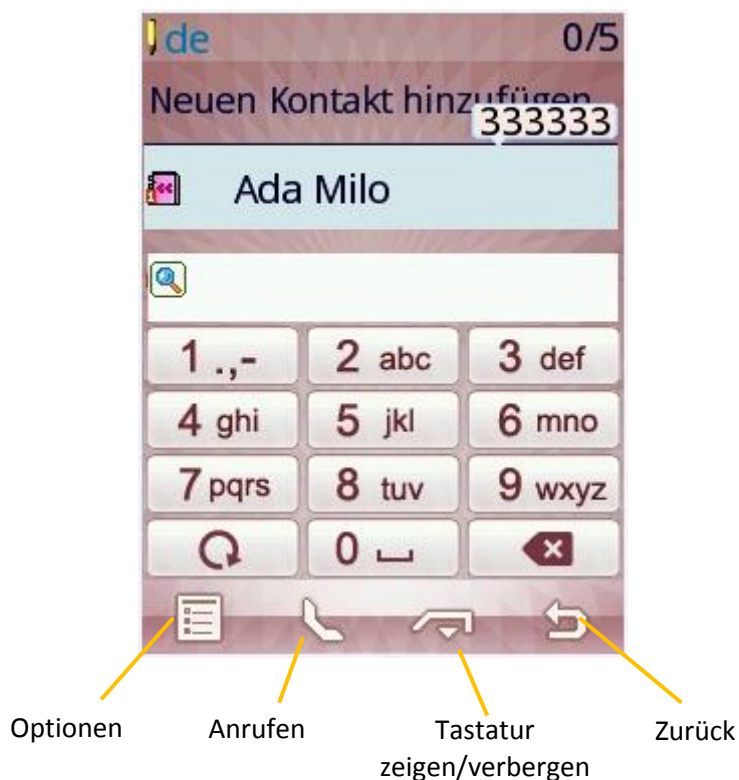 de 0/5
Neuen Kontakt hinzufügen
333333
Ada Milo
1 .,- 2 abc 3 def
4 ghi 5 jkl 6 mno
7 pqrs 8 tuv 9 wxyz
0
Optionen Anrufen Tastatur zeigen/verbergen Zurück